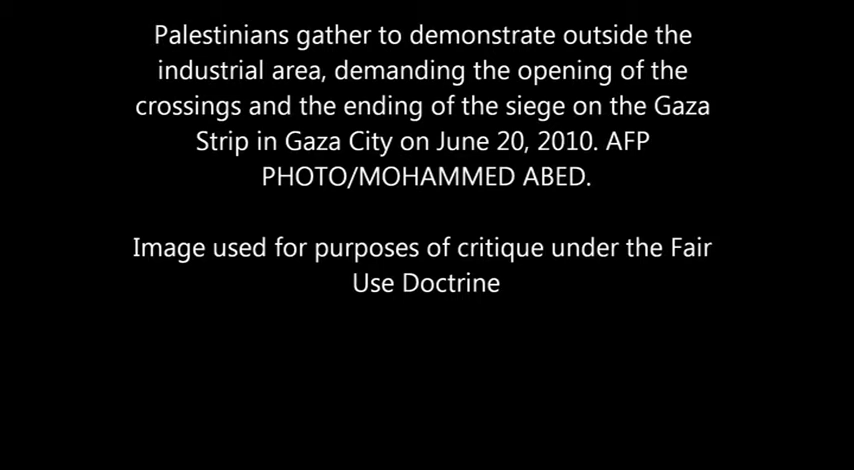 Palestinians gather to demonstrate outside the
industrial area, demanding the opening of the
crossings and the ending of the siege on the Gaza
Strip in Gaza City on June 20, 2010. AFP
PHOTO/MOHAMMED ABED.
Image used for purposes of critique under the Fair
Use Doctrine